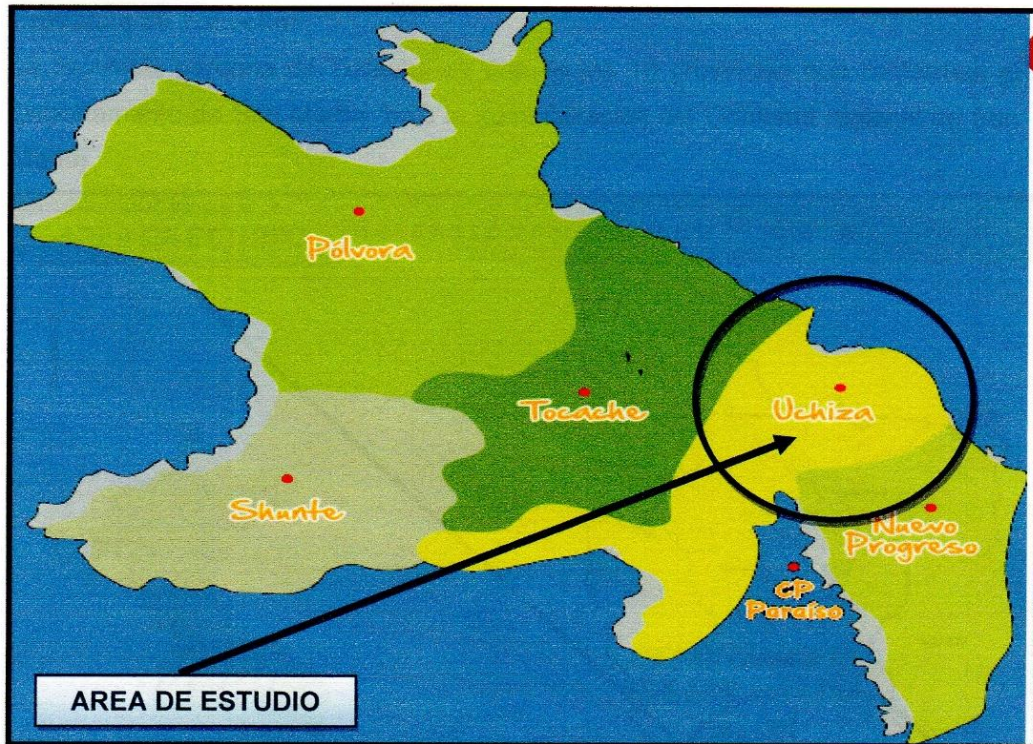 Pólvora
Tocache
Uchiza
Shunte
Nuevo
Progreso
CP
Paraíso
AREA DE ESTUDIO